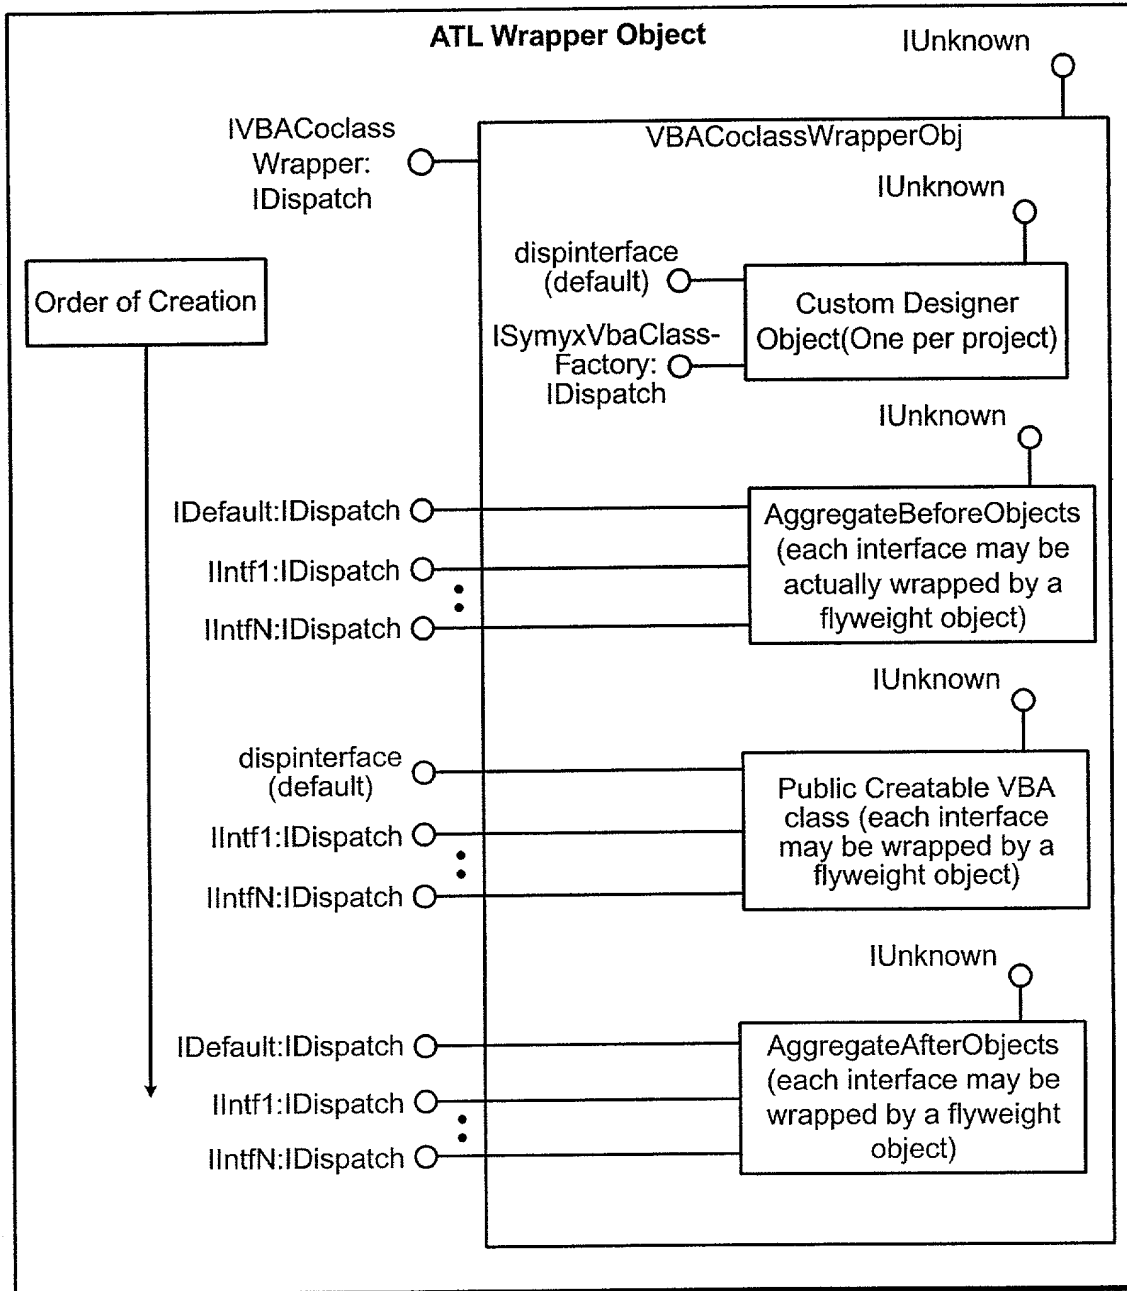 ATL Wrapper Object
IUnknown
IVBACoclass
Wrapper:
IDispatch
VBACoclassWrapperObj
IUnknown
dispinterface
(default)
Order of Creation
Custom Designer
Object(One per project)
ISymyxVbaClass-
Factory:
IDispatch
IUnknown
IDefault:IDispatch
IIntf1:IDispatch
IIntfN:IDispatch
AggregateBeforeObjects
(each interface may be
actually wrapped by a
flyweight object)
IUnknown
dispinterface
(default)
IIntf1:IDispatch
IIntfN:IDispatch
Public Creatable VBA
class (each interface
may be wrapped by a
flyweight object)
IUnknown
IDefault:IDispatch
IIntf1:IDispatch
IIntfN:IDispatch
AggregateAfterObjects
(each interface may be
wrapped by a flyweight
object)